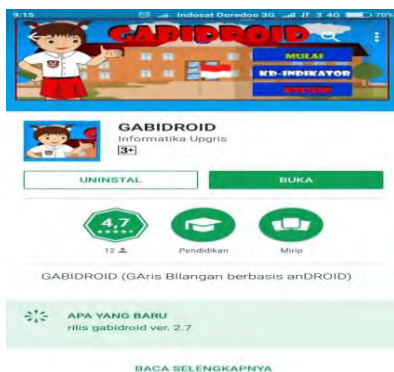 9:15 Indosat Ooredoo 3G 4G 70%
GABIDROID
MULAI
KD-INDIKATOR
GABIDROID
Informatika Upgris
3+
UNINSTAL
BUKA
4,7
12
Pendidikan
Mirip
GABIDROID (GAris BIlangan berbasis anDROID)
APA YANG BARU
rilis gabidroid ver. 2.7
BACA SELENGKAPNYA